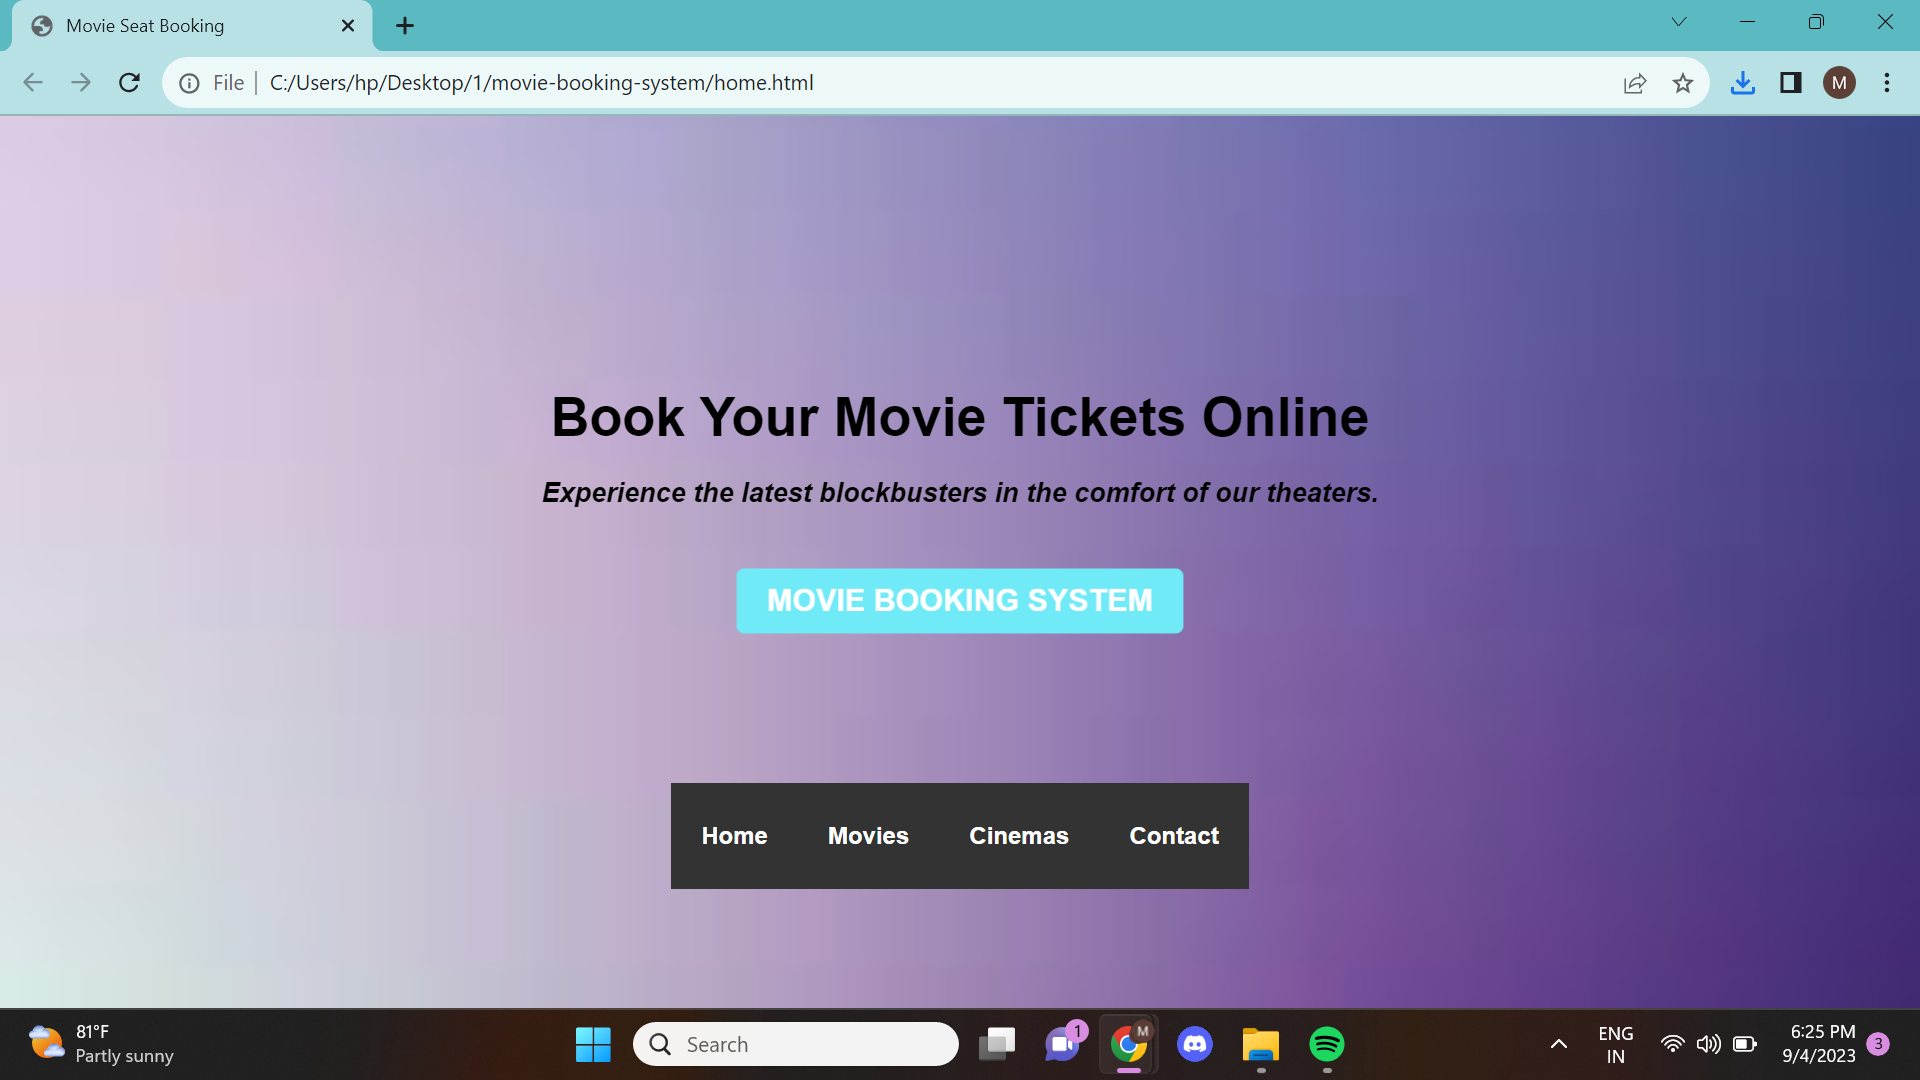 Movie Seat Booking
File
C:/Users/hp/Desktop/1/movie-booking-system/home.html
M
Book Your Movie Tickets Online
Experience the latest blockbusters in the comfort of our theaters.
MOVIE BOOKING SYSTEM
Home Movies Cinemas Contact
81°F
Partly sunny
Search
1
M
ENG
IN
6:25 PM
9/4/2023
3